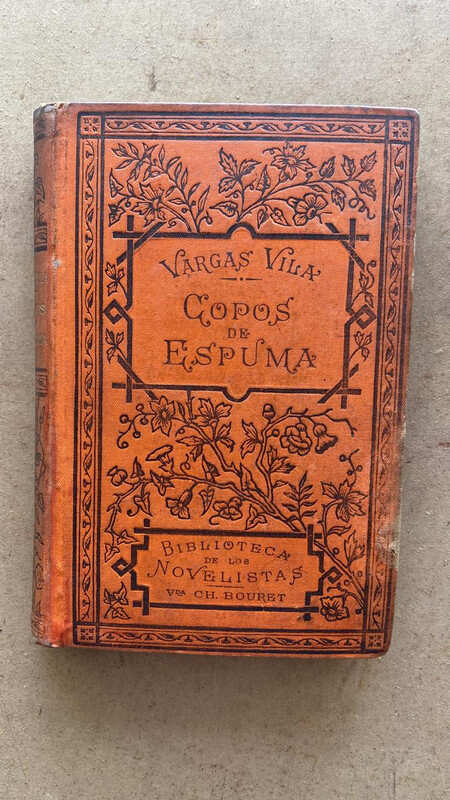 VARGAS VILA
COPOS
DE
ESPUMA
BIBLIOTECA
DE LOS
NOVELISTAS
VDA CH. BOURET